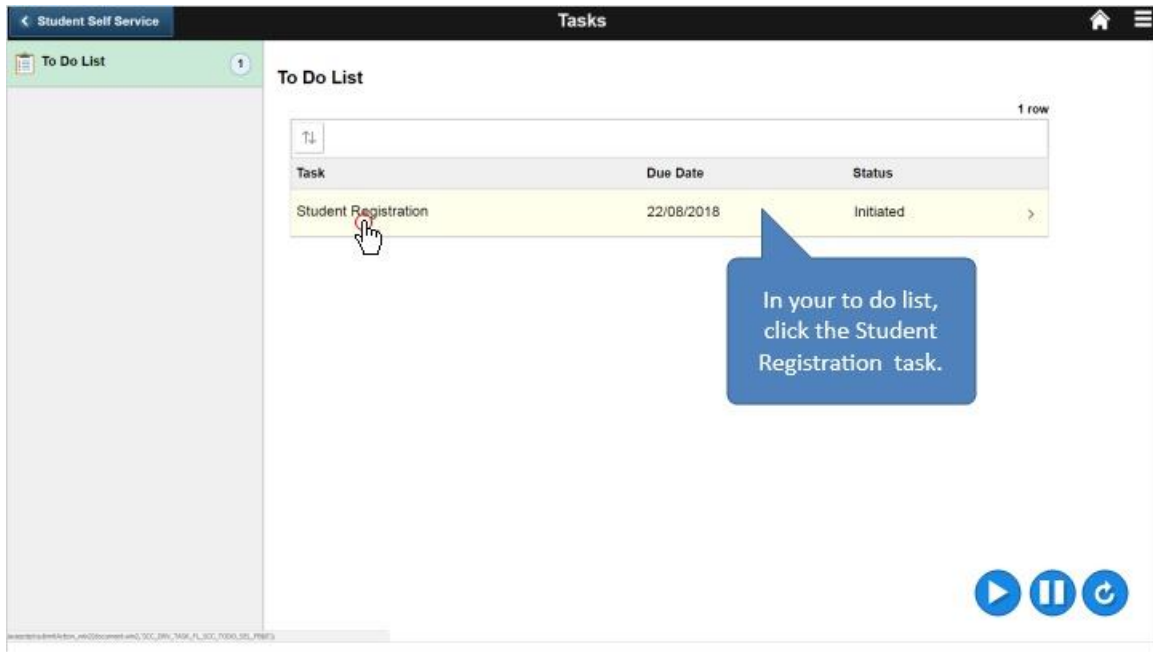 Student Self Service Tasks
To Do List 1
To Do List
1 row
Task Due Date Status
Student Registration 22/08/2018 Initiated
In your to do list,
click the Student
Registration task.